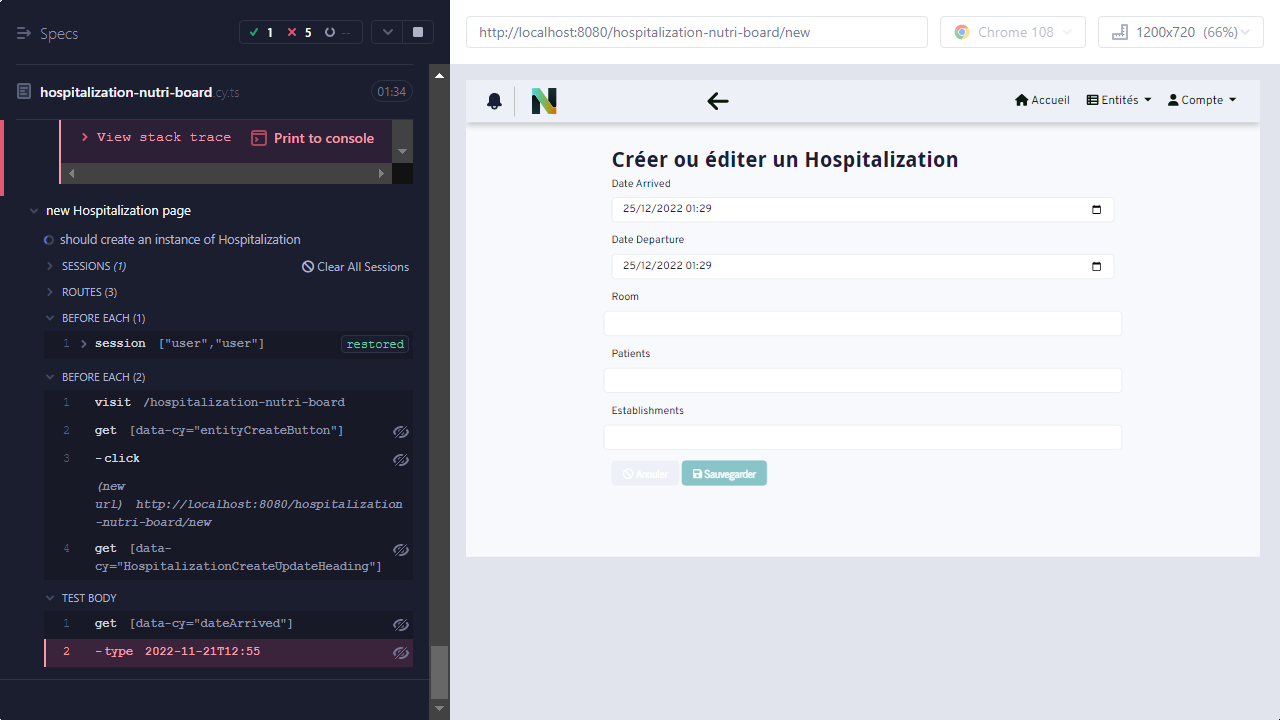 Specs
1 5 --
hospitalization-nutri-board.cy.ts 01:34
View stack trace Print to console
new Hospitalization page
should create an instance of Hospitalization
SESSIONS (1) Clear All Sessions
ROUTES (3)
BEFORE EACH (1)
1 session ["user","user"] restored
BEFORE EACH (2)
1 visit /hospitalization-nutri-board
2 get [data-cy="entityCreateButton"]
3 -click
(new
url) http://localhost:8080/hospitalization
-nutri-board/new
4 get [data-
cy="HospitalizationCreateUpdateHeading"]
TEST BODY
1 get [data-cy="dateArrived"]
2 -type 2022-11-21T12:55
http://localhost:8080/hospitalization-nutri-board/new
Chrome 108
1200x720 (66%)
N
Accueil Entités Compte
Créer ou éditer un Hospitalization
Date Arrived
25/12/2022 01:29
Date Departure
25/12/2022 01:29
Room
Patients
Establishments
Annuler Sauvegarder